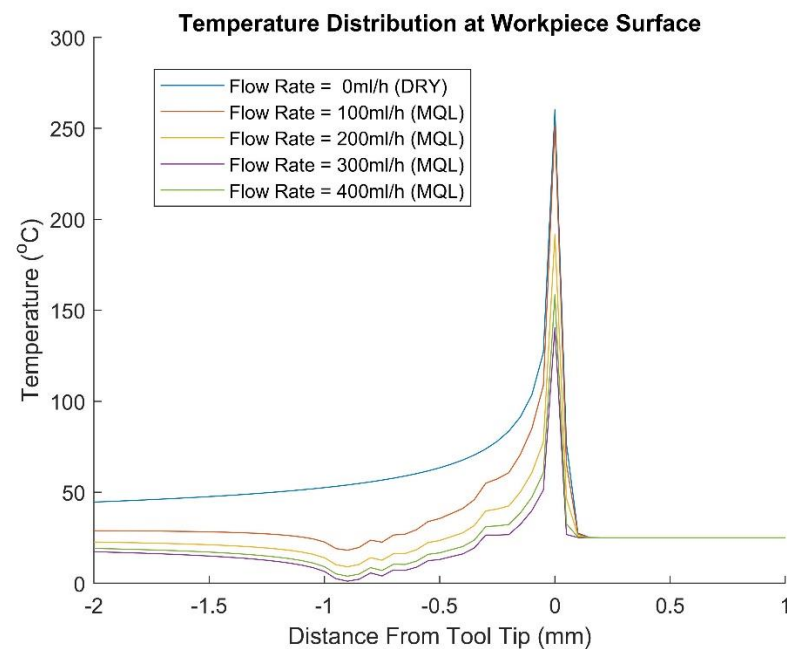 Temperature Distribution at Workpiece Surface
300
250
200
150
100
50
0
Temperature (°C)
Flow Rate =  0ml/h (DRY)
Flow Rate = 100ml/h (MQL)
Flow Rate = 200ml/h (MQL)
Flow Rate = 300ml/h (MQL)
Flow Rate = 400ml/h (MQL)
-2 -1.5 -1 -0.5 0 0.5 1
Distance From Tool Tip (mm)